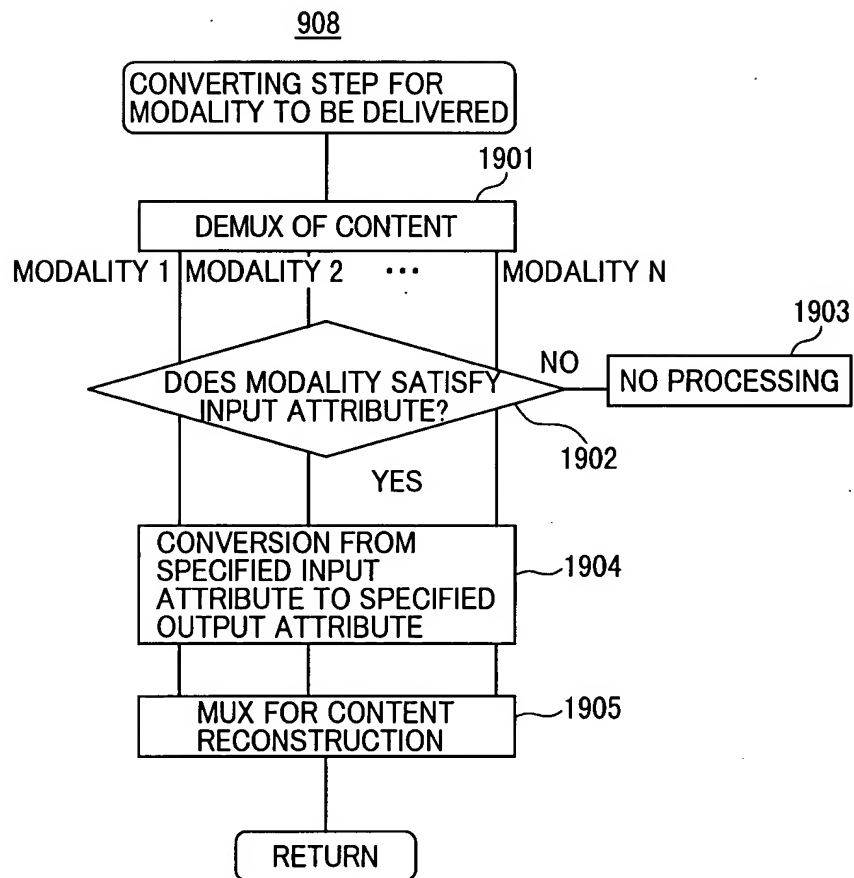 908
CONVERTING STEP FOR
MODALITY TO BE DELIVERED
1901
DEMUX OF CONTENT
MODALITY 1 MODALITY 2 ... MODALITY N
1903
NO
NO PROCESSING
DOES MODALITY SATISFY
INPUT ATTRIBUTE?
1902
YES
CONVERSION FROM
SPECIFIED INPUT
ATTRIBUTE TO SPECIFIED
OUTPUT ATTRIBUTE
1904
MUX FOR CONTENT
RECONSTRUCTION
1905
RETURN